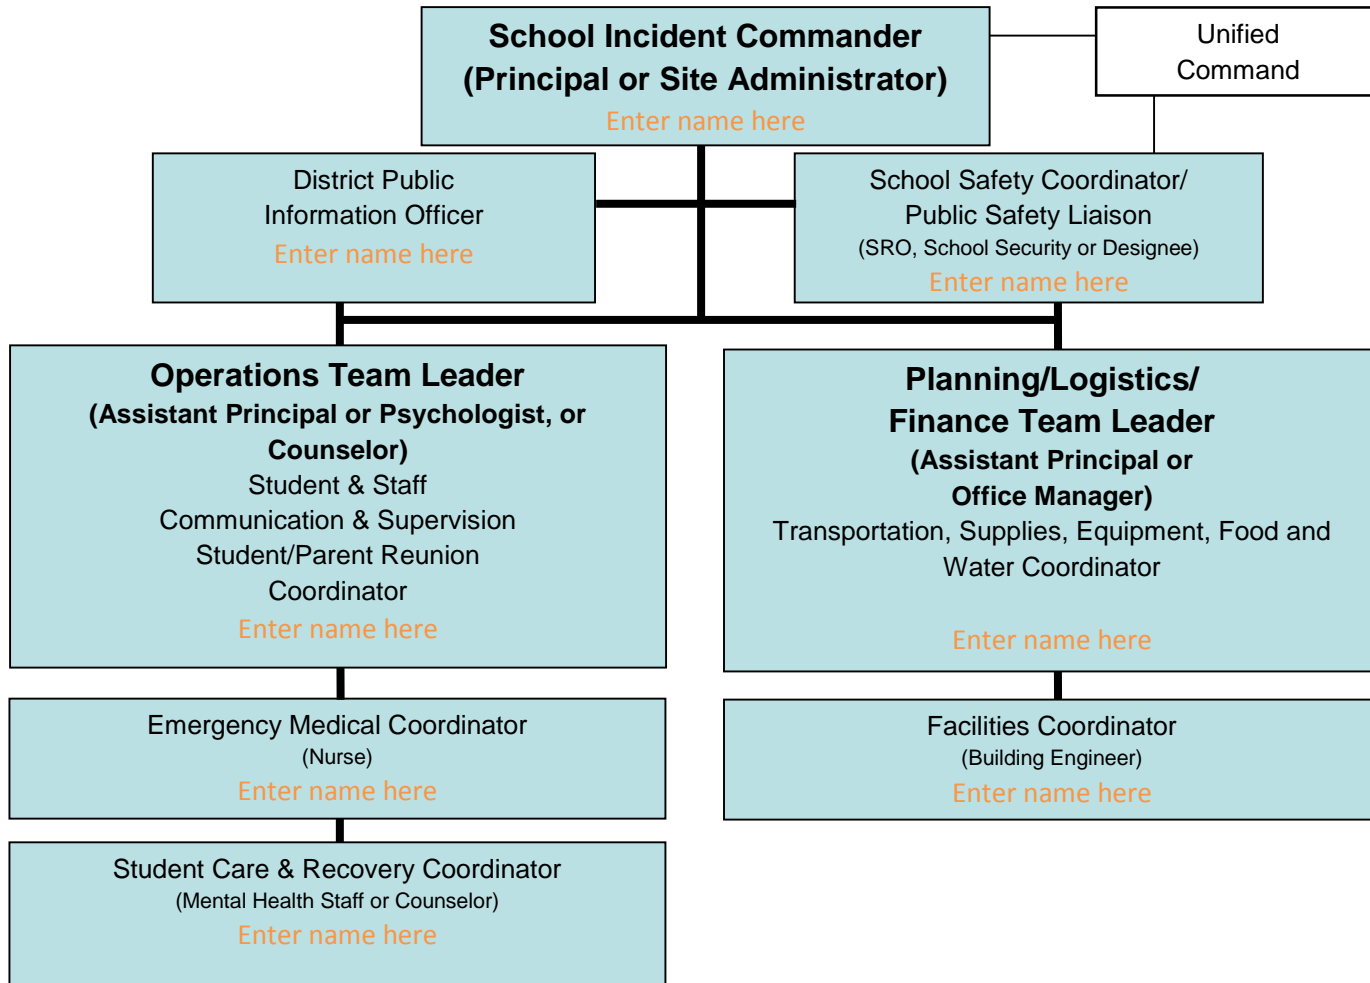 School Incident Commander
(Principal or Site Administrator)
Enter name here
Unified
Command
District Public
Information Officer
Enter name here
School Safety Coordinator/
Public Safety Liaison
(SRO, School Security or Designee)
Enter name here
Operations Team Leader
(Assistant Principal or Psychologist, or
Counselor)
Student & Staff
Communication & Supervision
Student/Parent Reunion
Coordinator
Enter name here
Planning/Logistics/
Finance Team Leader
(Assistant Principal or
Office Manager)
Transportation, Supplies, Equipment, Food and
Water Coordinator
Enter name here
Emergency Medical Coordinator
(Nurse)
Enter name here
Facilities Coordinator
(Building Engineer)
Enter name here
Student Care & Recovery Coordinator
(Mental Health Staff or Counselor)
Enter name here